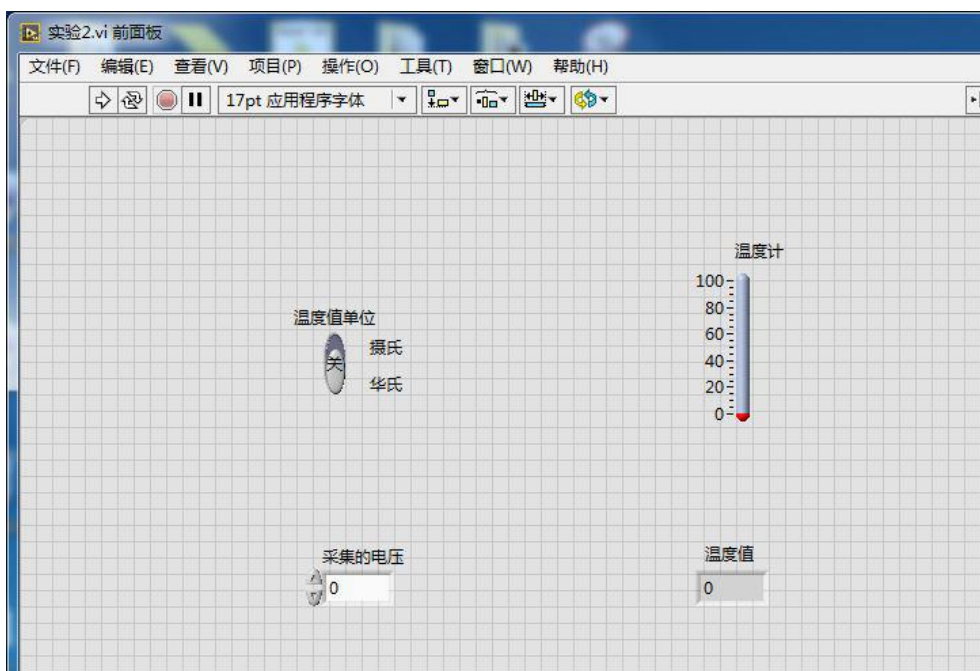 实验2.vi 前面板
文件(F) 编辑(E) 查看(V) 项目(P) 操作(O) 工具(T) 窗口(W) 帮助(H)
17pt 应用程序字体
温度计
100
80
60
40
20
0
温度值单位
摄氏
关
华氏
采集的电压
0
温度值
0